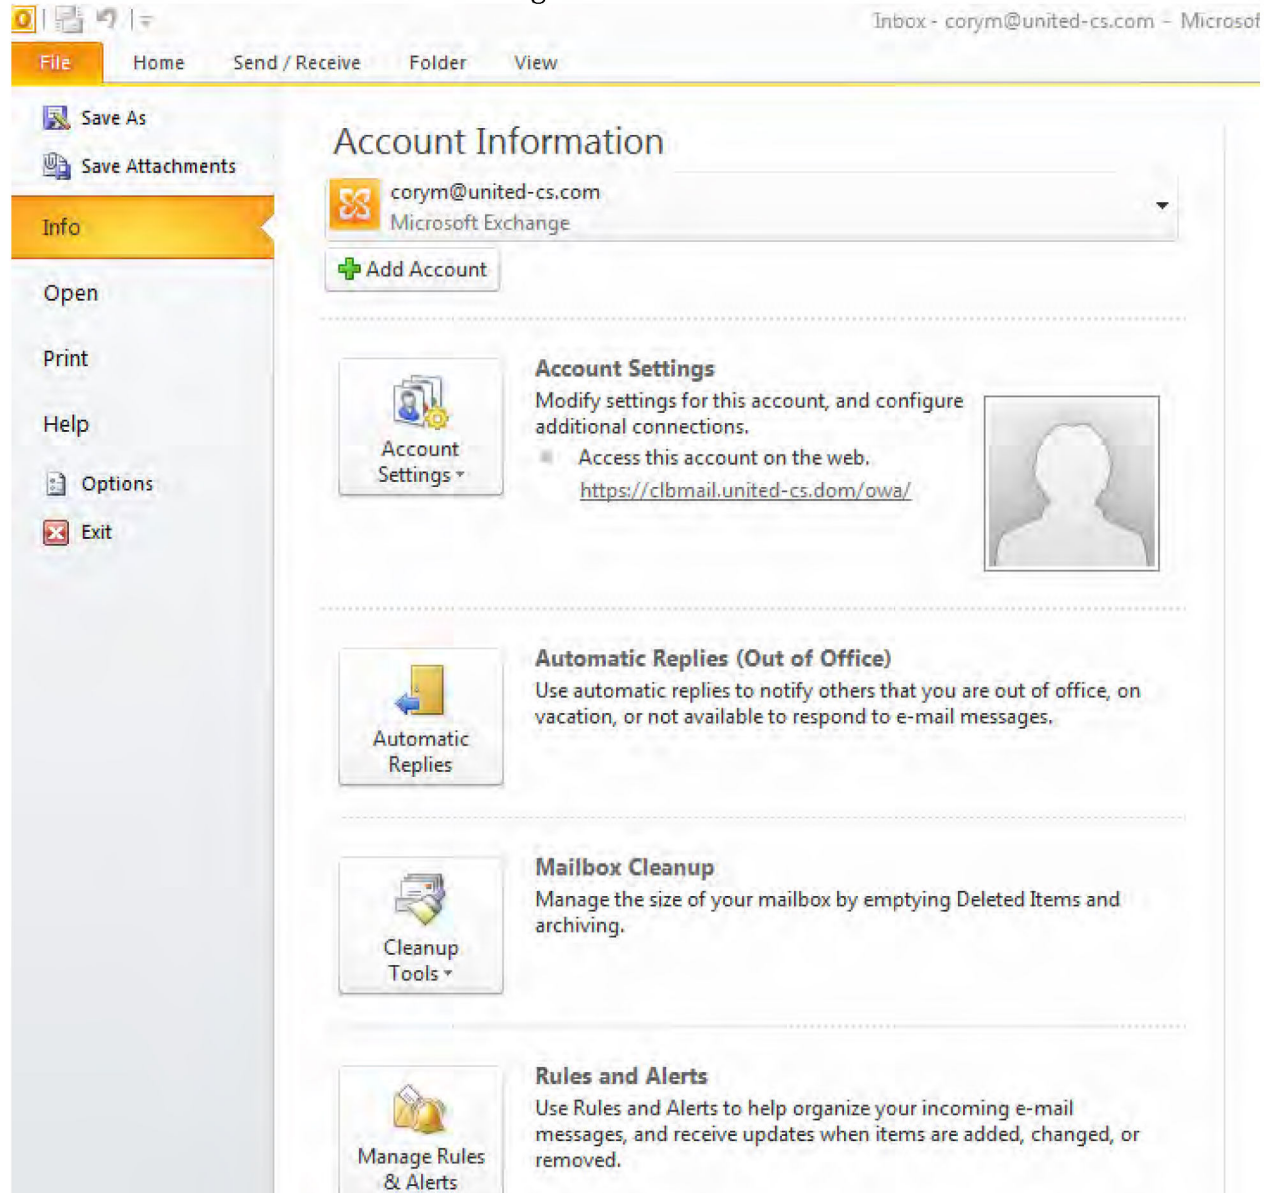 Inbox - corym@united-cs.com - Microsof
File Home Send / Receive Folder View
Save As
Save Attachments
Info
Open
Print
Help
Options
Exit
Account Information
corym@united-cs.com
Microsoft Exchange
Add Account
Account
Settings
Account Settings
Modify settings for this account, and configure
additional connections.
Access this account on the web.
https://clbmail.united-cs.dom/owa/
Automatic
Replies
Automatic Replies (Out of Office)
Use automatic replies to notify others that you are out of office, on
vacation, or not available to respond to e-mail messages.
Cleanup
Tools
Mailbox Cleanup
Manage the size of your mailbox by emptying Deleted Items and
archiving.
Manage Rules
& Alerts
Rules and Alerts
Use Rules and Alerts to help organize your incoming e-mail
messages, and receive updates when items are added, changed, or
removed.